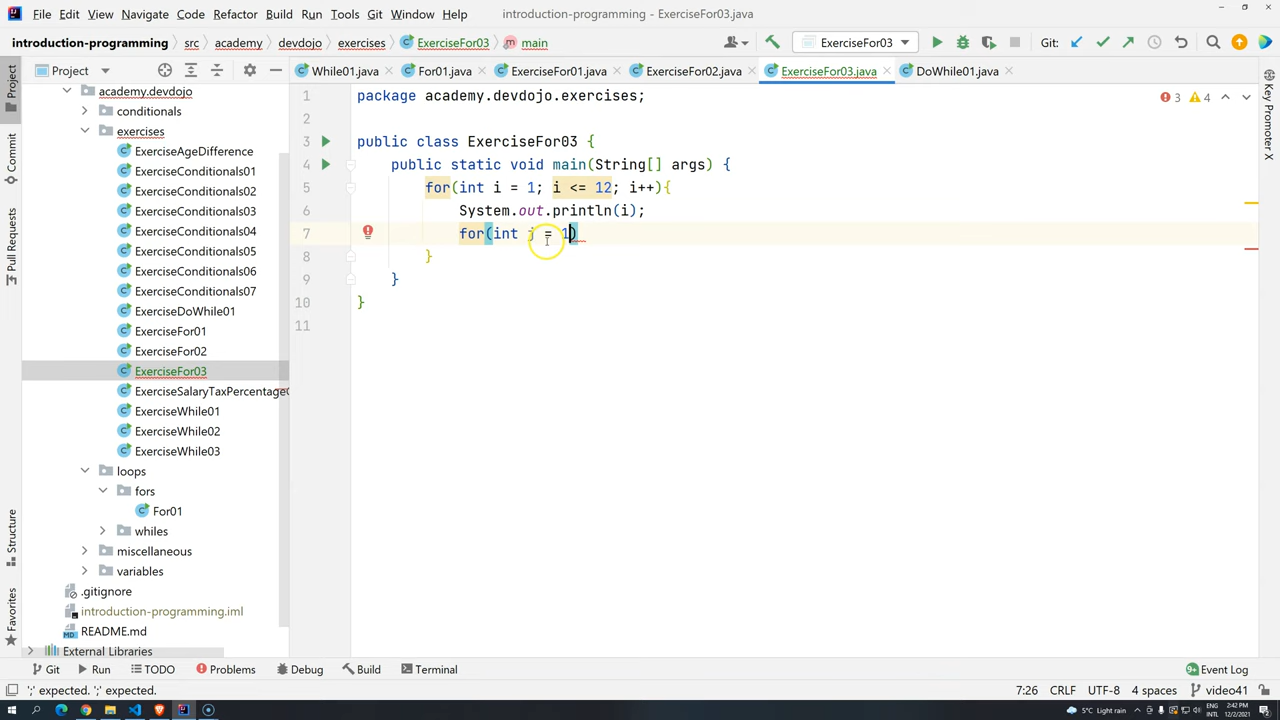 File Edit View Navigate Code Refactor Build Run Tools Git Window Help introduction-programming - ExerciseFor03.java
introduction-programming src academy devdojo exercises ExerciseFor03 main ExerciseFor03 Git:
Project While01.java For01.java ExerciseFor01.java ExerciseFor02.java ExerciseFor03.java DoWhile01.java
Project
Commit
Pull Requests
Structure
Favorites
Key Promoter X
academy.devdojo
conditionals
exercises
ExerciseAgeDifference
ExerciseConditionals01
ExerciseConditionals02
ExerciseConditionals03
ExerciseConditionals04
ExerciseConditionals05
ExerciseConditionals06
ExerciseConditionals07
ExerciseDoWhile01
ExerciseFor01
ExerciseFor02
ExerciseFor03
ExerciseSalaryTaxPercentage
ExerciseWhile01
ExerciseWhile02
ExerciseWhile03
loops
fors
For01
whiles
miscellaneous
variables
.gitignore
introduction-programming.iml
README.md
External Libraries
3 4
1 package academy.devdojo.exercises;
2
3 public class ExerciseFor03 {
4 public static void main(String[] args) {
5 for(int i = 1; i <= 12; i++){
6 System.out.println(i);
7 for(int j = 1)
8 }
9 }
10 }
11
Git Run TODO Problems Debug Build Terminal Event Log
';' expected. ';' expected. 7:26 CRLF UTF-8 4 spaces video41
5°C Light rain ENG INTL 2:42 PM 12/2/2021